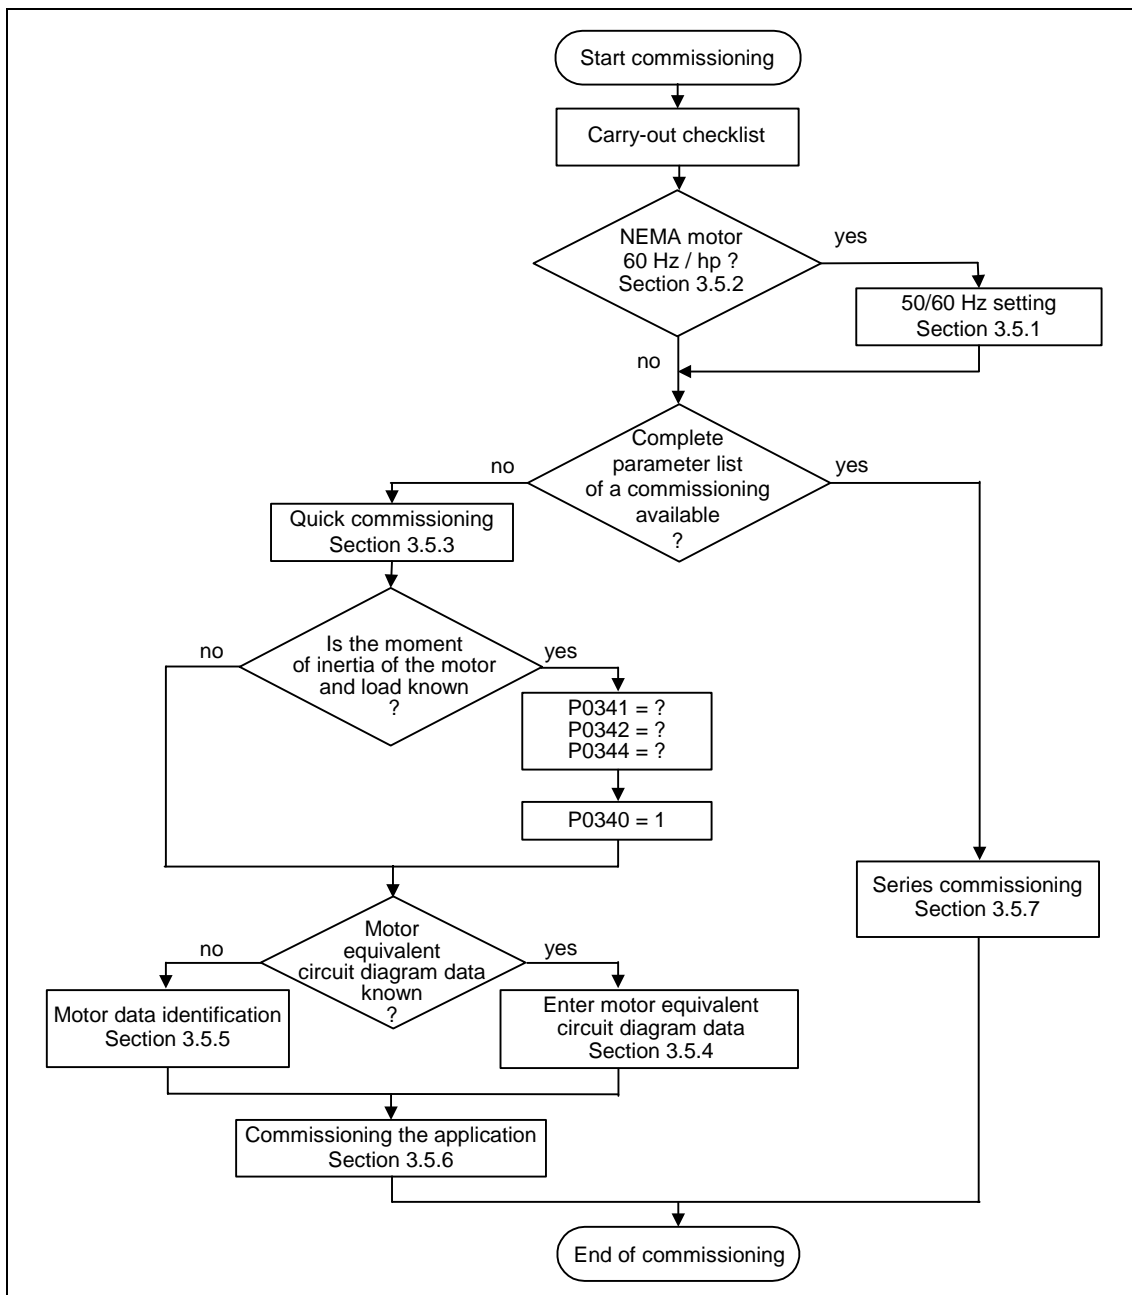 Start commissioning
Carry-out checklist
NEMA motor
60 Hz / hp ?
Section 3.5.2
yes
50/60 Hz setting
Section 3.5.1
no
Complete
parameter list
of a commissioning
available
?
no
yes
Quick commissioning
Section 3.5.3
Is the moment
of inertia of the motor
and load known
?
no
yes
P0341 = ?
P0342 = ?
P0344 = ?
P0340 = 1
Series commissioning
Section 3.5.7
Motor
equivalent
circuit diagram data
known
?
no
yes
Motor data identification
Section 3.5.5
Enter motor equivalent
circuit diagram data
Section 3.5.4
Commissioning the application
Section 3.5.6
End of commissioning